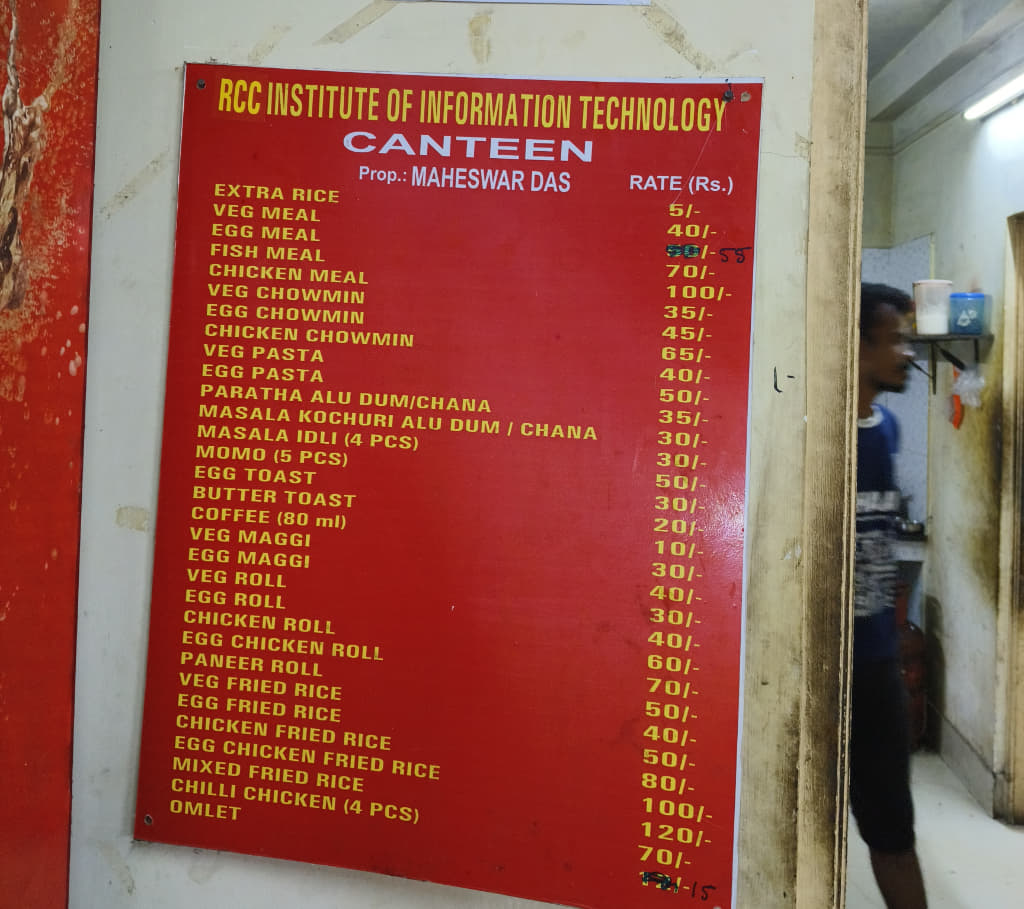 RCC INSTITUTE OF INFORMATION TECHNOLOGY
CANTEEN
Prop.: MAHESWAR DAS RATE (Rs.)
EXTRA RICE 5/-
VEG MEAL 40/-
EGG MEAL 50/- 55
FISH MEAL 70/-
CHICKEN MEAL 100/-
VEG CHOWMIN 35/-
EGG CHOWMIN 45/-
CHICKEN CHOWMIN 65/-
VEG PASTA 40/-
EGG PASTA 50/-
PARATHA ALU DUM/CHANA 35/-
MASALA KOCHURI ALU DUM / CHANA 30/-
MASALA IDLI (4 PCS) 30/-
MOMO (5 PCS) 50/-
EGG TOAST 30/-
BUTTER TOAST 20/-
COFFEE (80 ml) 10/-
VEG MAGGI 30/-
EGG MAGGI 40/-
VEG ROLL 30/-
EGG ROLL 40/-
CHICKEN ROLL 60/-
EGG CHICKEN ROLL 70/-
PANEER ROLL 50/-
VEG FRIED RICE 40/-
EGG FRIED RICE 50/-
CHICKEN FRIED RICE 80/-
EGG CHICKEN FRIED RICE 100/-
MIXED FRIED RICE 120/-
CHILLI CHICKEN (4 PCS) 70/-
OMLET /- 15